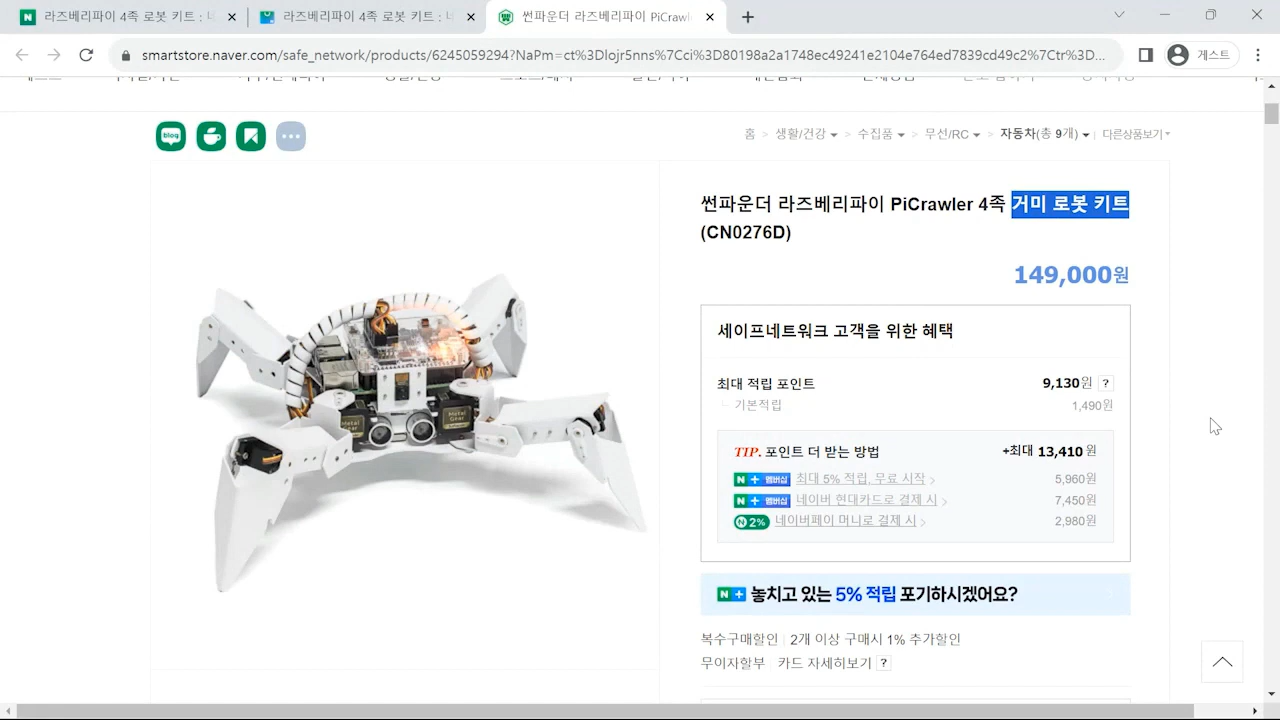 라즈베리파이 4족 로봇 키트 : 네
라즈베리파이 4족 로봇 키트 : 네
썬파운더 라즈베리파이 PiCrawl
smartstore.naver.com/safe_network/products/6245059294?NaPm=ct%3Dlojr5nns%7Cci%3D80198a2a1748ec49241e2104e764ed7839cd49c2%7Ctr%3D...
게스트
blog
홈 > 생활/건강 > 수집품 > 무선/RC > 자동차(총 9개) 다른상품보기
썬파운더 라즈베리파이 PiCrawler 4족 거미 로봇 키트
(CN0276D)
149,000원
세이프네트워크 고객을 위한 혜택
최대 적립 포인트 9,130원 ?
기본적립 1,490원
TIP. 포인트 더 받는 방법 +최대 13,410 원
N + 멤버십 최대 5% 적립, 무료 시작 > 5,960원
N + 멤버십 네이버 현대카드로 결제 시 > 7,450원
N 2% 네이버페이 머니로 결제 시 > 2,980원
N + 놓치고 있는 5% 적립 포기하시겠어요?
복수구매할인 2개 이상 구매시 1% 추가할인
무이자할부 카드 자세히보기 ?
Metal Gear
Metal Gear